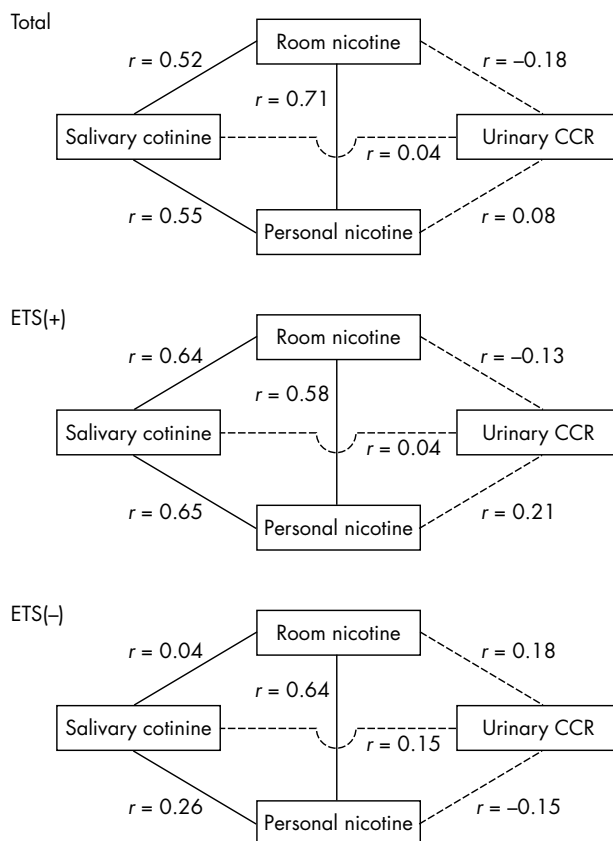 Total
Room nicotine
r = 0.52
r = –0.18
r = 0.71
Salivary cotinine
Urinary CCR
r = 0.04
r = 0.55
r = 0.08
Personal nicotine
ETS(+)
Room nicotine
r = 0.64
r = –0.13
r = 0.58
Salivary cotinine
Urinary CCR
r = 0.04
r = 0.65
r = 0.21
Personal nicotine
ETS(–)
Room nicotine
r = 0.04
r = 0.18
r = 0.64
Salivary cotinine
Urinary CCR
r = 0.15
r = 0.26
r = –0.15
Personal nicotine